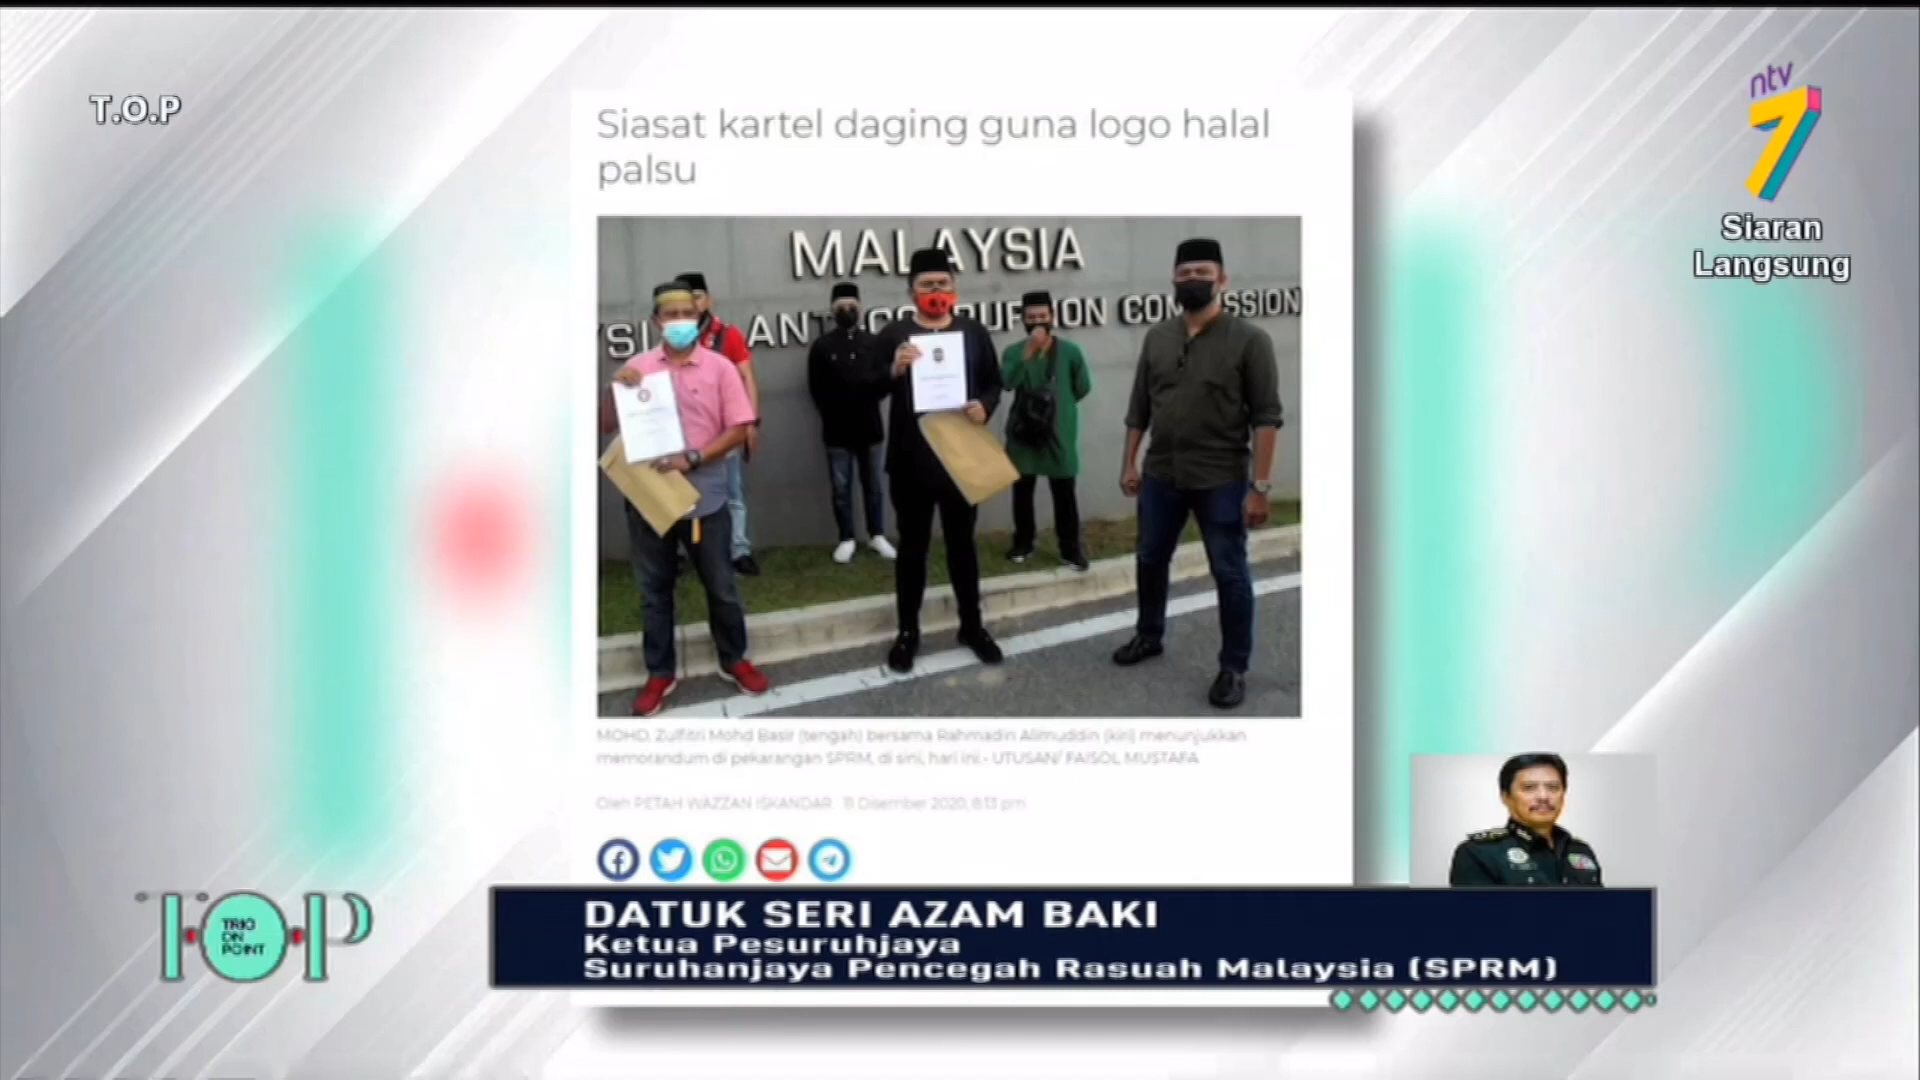 T.O.P
ntv
7
Siaran
Langsung
Siasat kartel daging guna logo halal
palsu
MALAYSIA
ANTI-CORRUPTION COMMISSION
MOHD. Zulfitri Mohd Basir (tengah) bersama Rahmadin Alimuddin (kiri) menunjukkan
memorandum di pekarangan SPRM, di sini, hari ini.- UTUSAN/ FAISOL MUSTAFA
Oleh PETAH WAZZAN ISKANDAR 11 Disember 2020, 8:13 pm
DATUK SERI AZAM BAKI
Ketua Pesuruhjaya
Suruhanjaya Pencegah Rasuah Malaysia (SPRM)
TOP
TRIO
ON
POINT